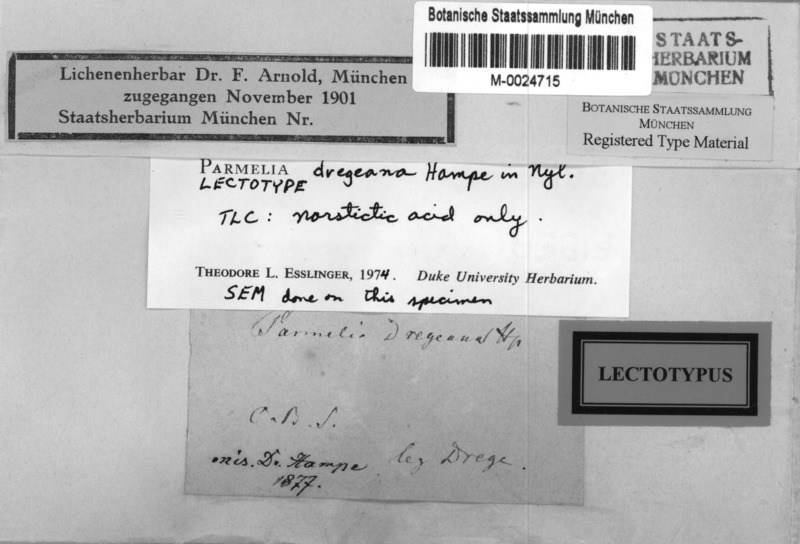 Botanische Staatssammlung München
M-0024715
STAATS-
HERBARIUM
MÜNCHEN
Lichenenherbar Dr. F. Arnold, München
zugegangen November 1901
Staatsherbarium München Nr.
BOTANISCHE STAATSSAMMLUNG
MÜNCHEN
Registered Type Material
PARMELIA dregeana Hampe in Nyl.
LECTOTYPE
TLC: norstictic acid only.
THEODORE L. ESSLINGER, 1974. Duke University Herbarium.
SEM done on this specimen
Parmelia Dregeana Hp
LECTOTYPUS
C. B. S.
mis. Dr. Hampe leg Drege.
1877.